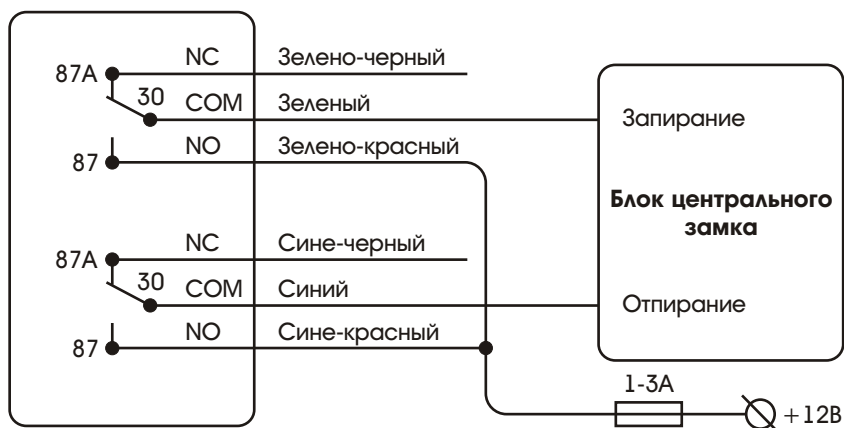 87A
NC
Зелено-черный
30
COM
Зеленый
87
NO
Зелено-красный
87A
NC
Сине-черный
30
COM
Синий
87
NO
Сине-красный
Запирание
Блок центрального
замка
Отпирание
1-3А
+12В